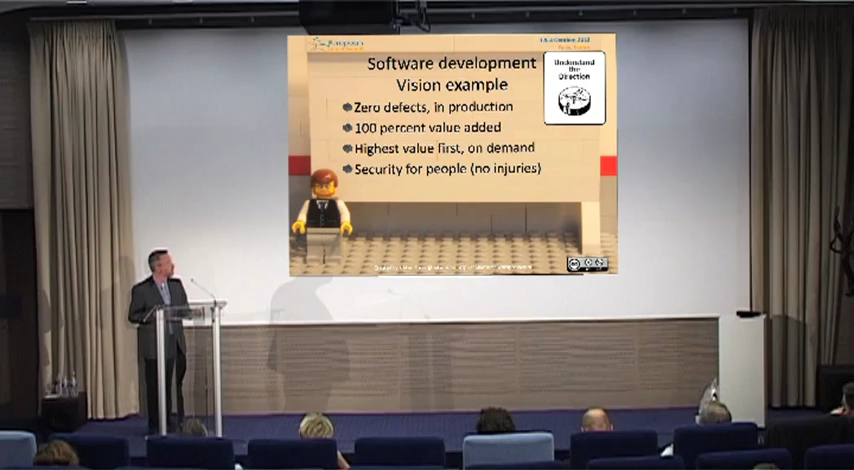 European
Software development
Vision example
Understand
the
Direction
Zero defects, in production
100 percent value added
Highest value first, on demand
Security for people (no injuries)